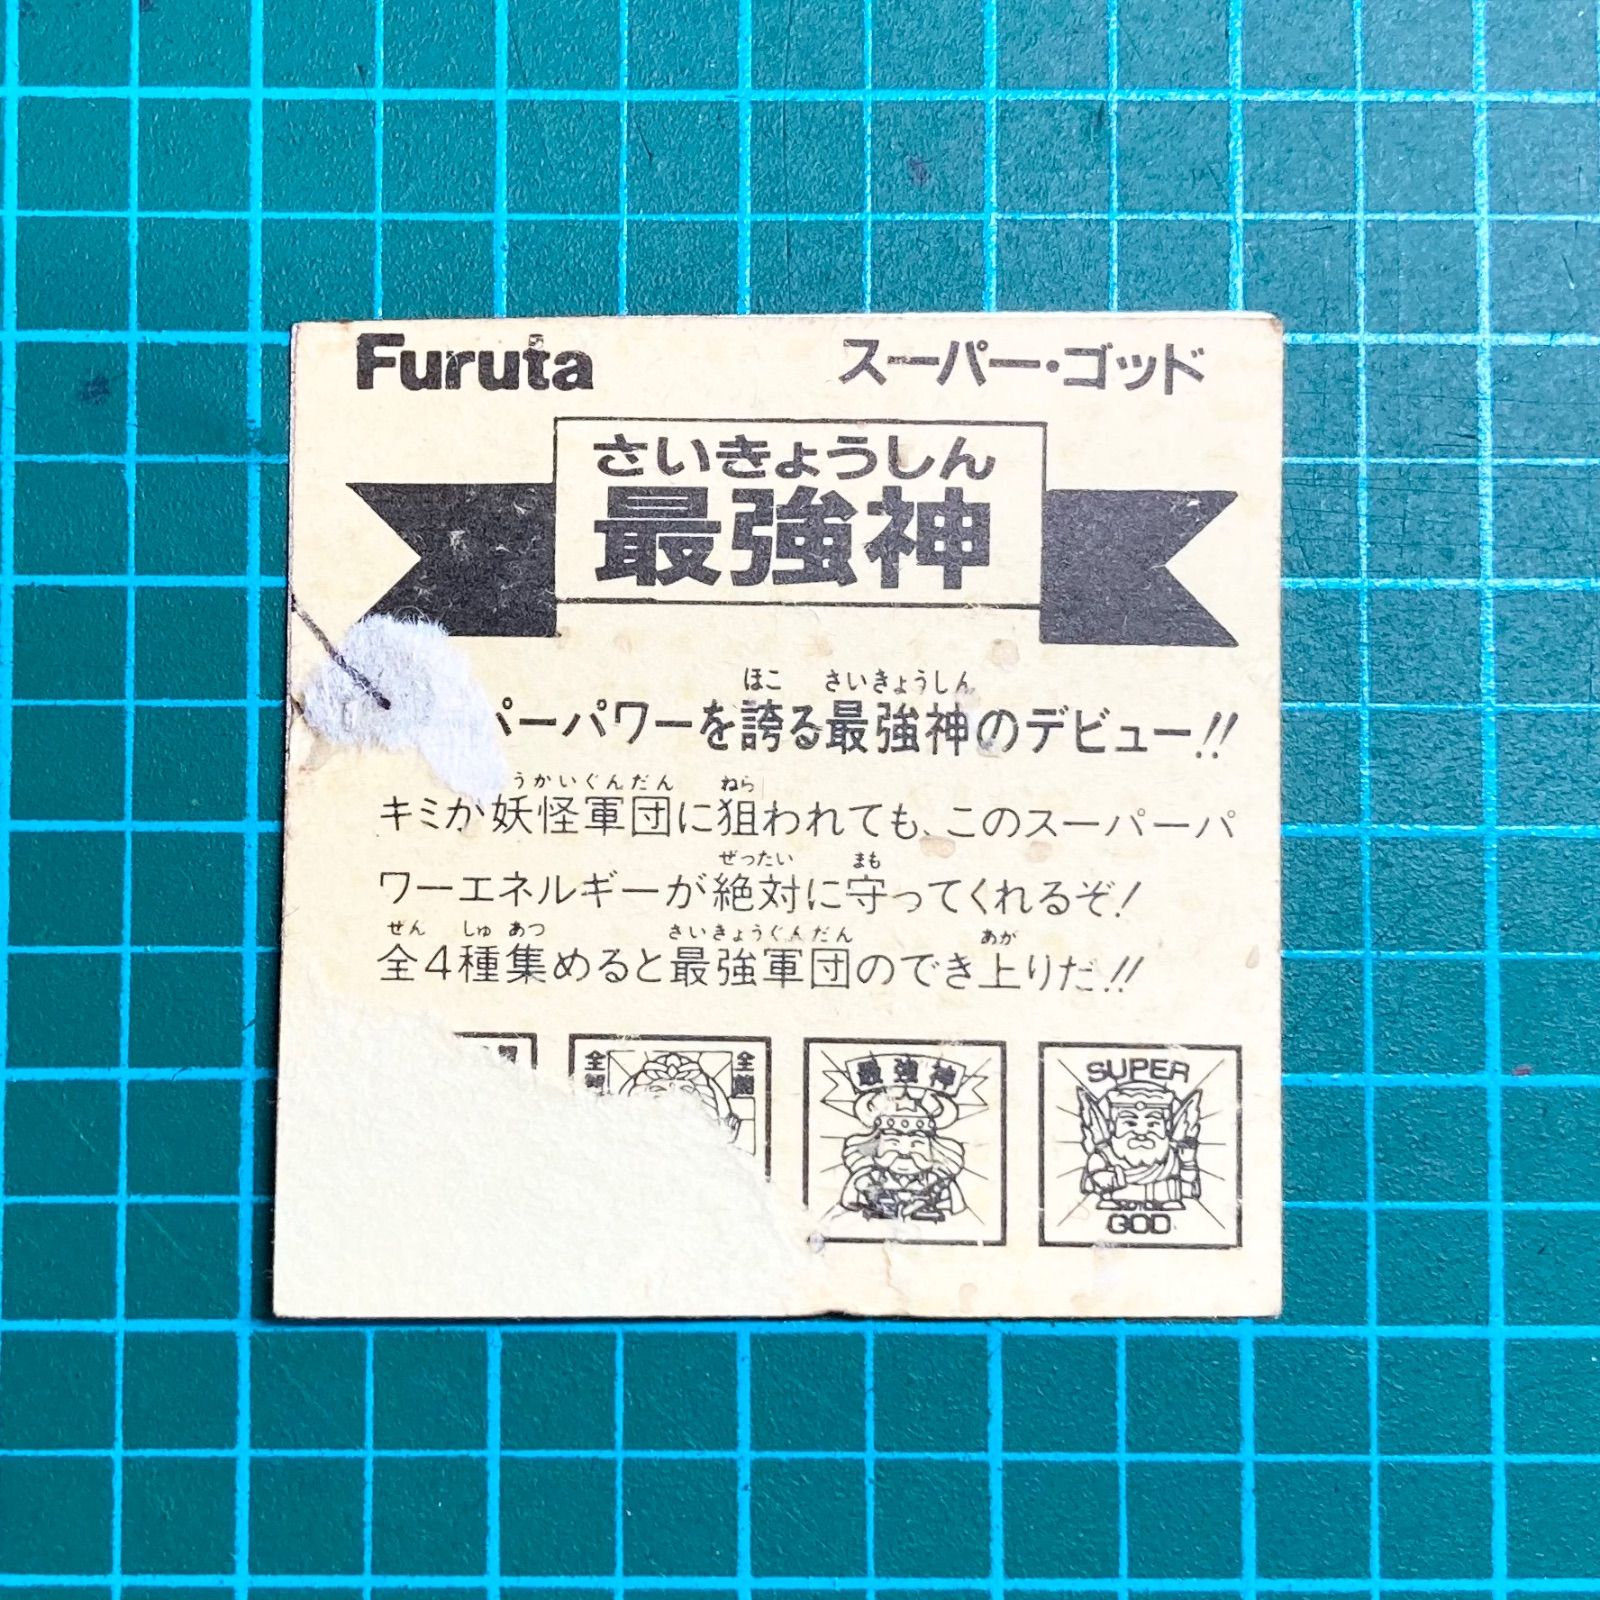 Furuta
スーパー・ゴッド
さいきょうしん
最強神
ほこ さいきょうしん
パーパワーを誇る最強神のデビュー!!
うかいぐんだん ねら
キミが妖怪軍団に狙われても、このスーパーパ
ぜったい まも
ワーエネルギーが絶対に守ってくれるぞ!
ぜん しゅ あつ さいきょうぐんだん あが
全4種集めると最強軍団のでき上りだ!!
全 全
最強神
SUPER
GOD